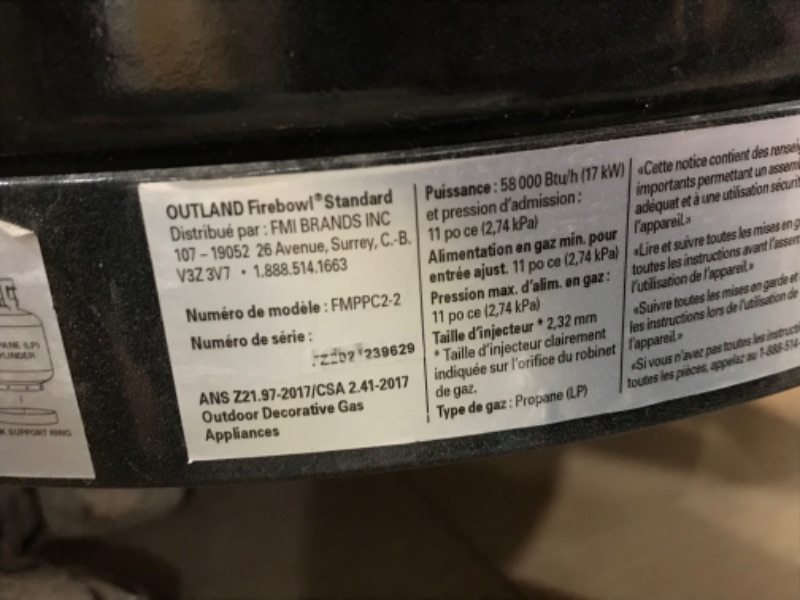 OUTLAND Firebowl® Standard
Distribué par : FMI BRANDS INC
107 – 19052 26 Avenue, Surrey, C.-B.
V3Z 3V7 • 1.888.514.1663
Numéro de modèle : FMPPC2-2
Numéro de série :
239629
ANS Z21.97-2017/CSA 2.41-2017
Outdoor Decorative Gas
Appliances
Puissance : 58 000 Btu/h (17 kW)
et pression d'admission :
11 po ce (2,74 kPa)
Alimentation en gaz min. pour
entrée ajust. 11 po ce (2,74 kPa)
Pression max. d'alim. en gaz :
11 po ce (2,74 kPa)
Taille d'injecteur * 2,32 mm
* Taille d'injecteur clairement
indiquée sur l'orifice du robinet
de gaz.
Type de gaz : Propane (LP)
«Cette notice contient des
importants permettant un
adéquat et à une utilisation
l'appareil.»
«Lire et suivre toutes les mises en
toutes les instructions avant
l'utilisation de l'appareil.»
«Suivre toutes les mises en garde et
les instructions lors de l'utilisation de
l'appareil.»
«Si vous n'avez pas toutes les
toutes les pièces, appelez au 1-888-514-
(LP)
SUPPORT RING